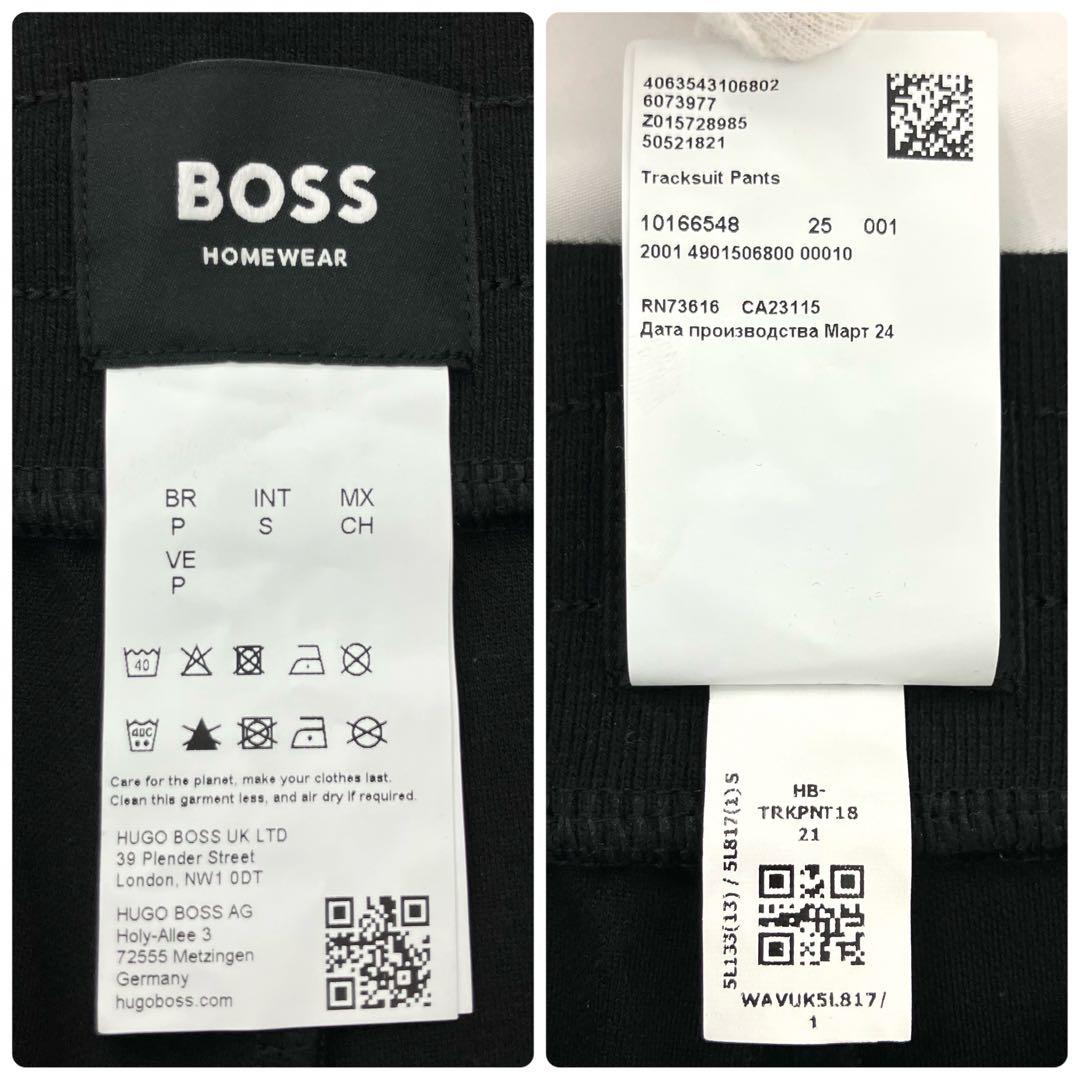 BOSS
HOMEWEAR
BR INT MX
P S CH
VE
P
40
40C
Care for the planet, make your clothes last.
Clean this garment less, and air dry if required.
HUGO BOSS UK LTD
39 Plender Street
London, NW1 0DT
HUGO BOSS AG
Holy-Allee 3
72555 Metzingen
Germany
hugoboss.com
4063543106802
6073977
Z015728985
50521821
Tracksuit Pants
10166548 25 001
2001 4901506800 00010
RN73616 CA23115
Дата производства Март 24
5L133(13) / 5L817(1) S
HB-
TRKPNT18
21
WAVUK5L817/
1